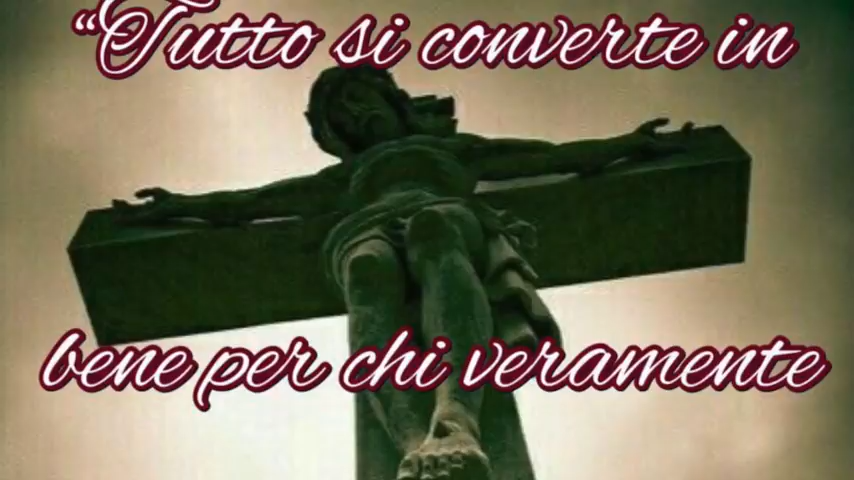 “Tutto si converte in
bene per chi veramente